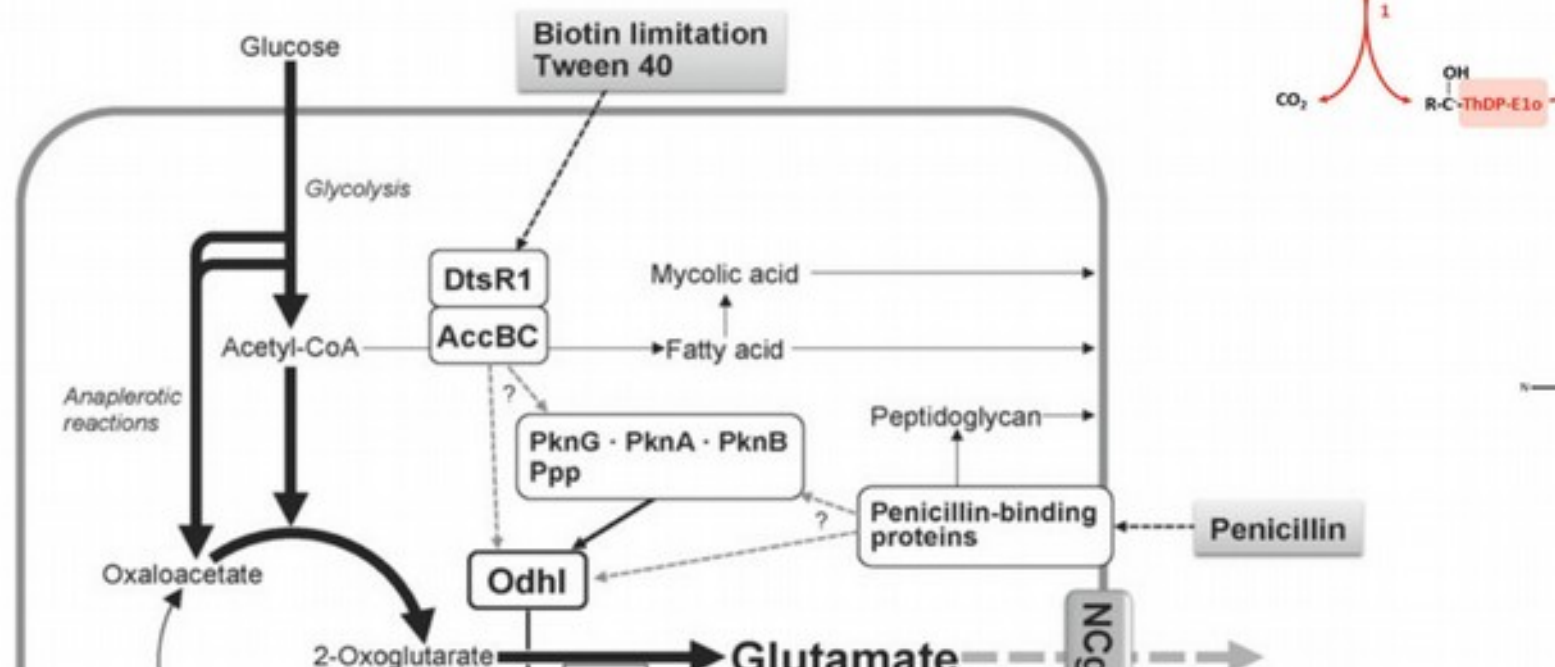 Glucose
Biotin limitation
Tween 40
1
OH
CO₂
R-C-ThDP-E1o
Glycolysis
DtsR1
Mycolic acid
Acetyl-CoA
AccBC
Fatty acid
?
N
Anaplerotic
reactions
Peptidoglycan
PknG · PknA · PknB
Ppp
?
Penicillin-binding
proteins
Penicillin
Oxaloacetate
OdhI
2-Oxoglutarate
Glutamate
NCg